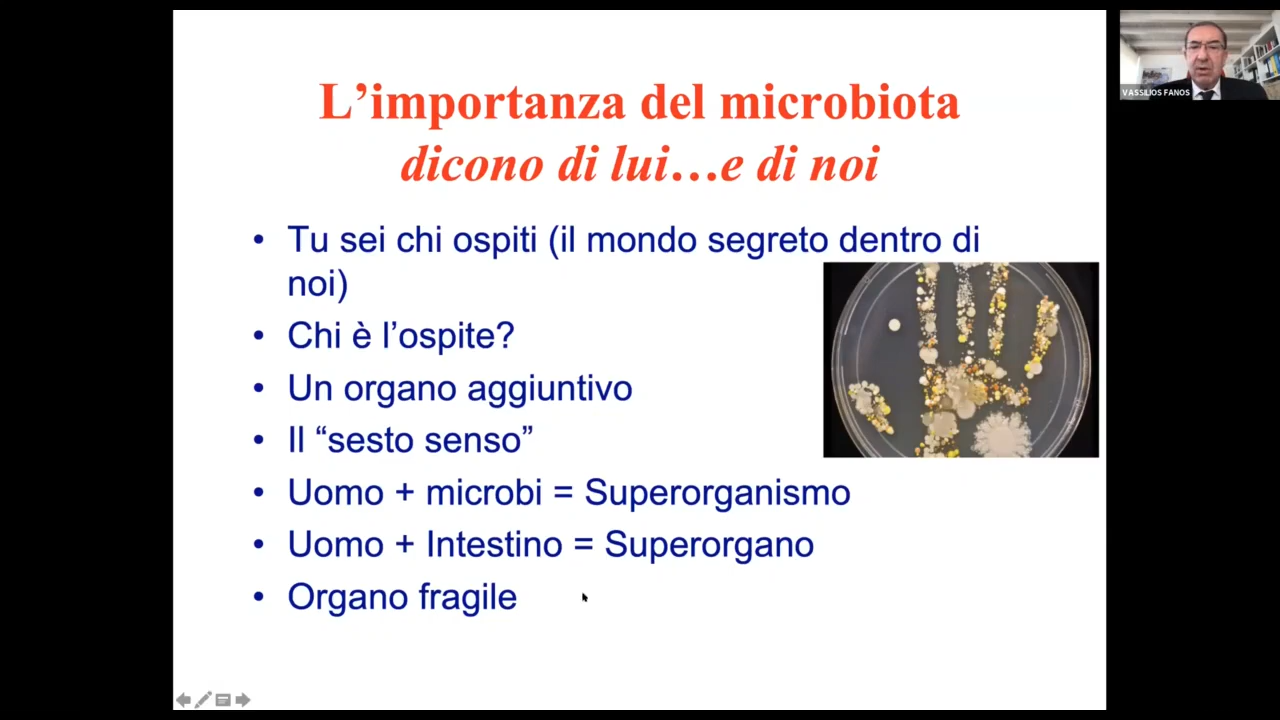 L’importanza del microbiota
dicono di lui…e di noi
• Tu sei chi ospiti (il mondo segreto dentro di
noi)
• Chi è l’ospite?
• Un organo aggiuntivo
• Il “sesto senso”
• Uomo + microbi = Superorganismo
• Uomo + Intestino = Superorgano
• Organo fragile
VASSILIOS FANOS